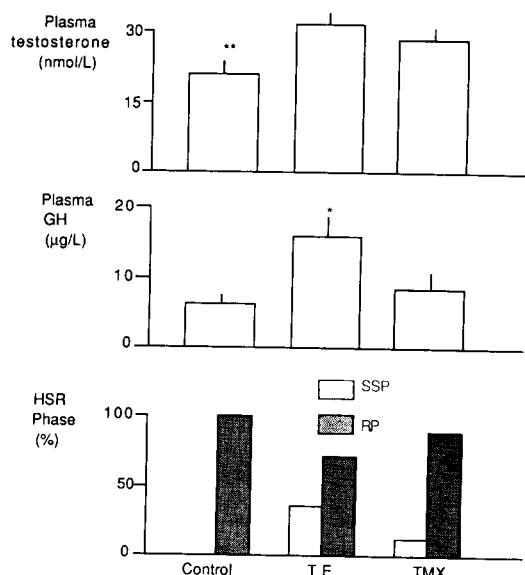 Plasma
testosterone
(nmol/L)
30
15
0
**
Plasma
GH
(µg/L)
20
10
0
*
HSR
Phase
(%)
100
50
0
SSP
RP
Control
T E
TMX